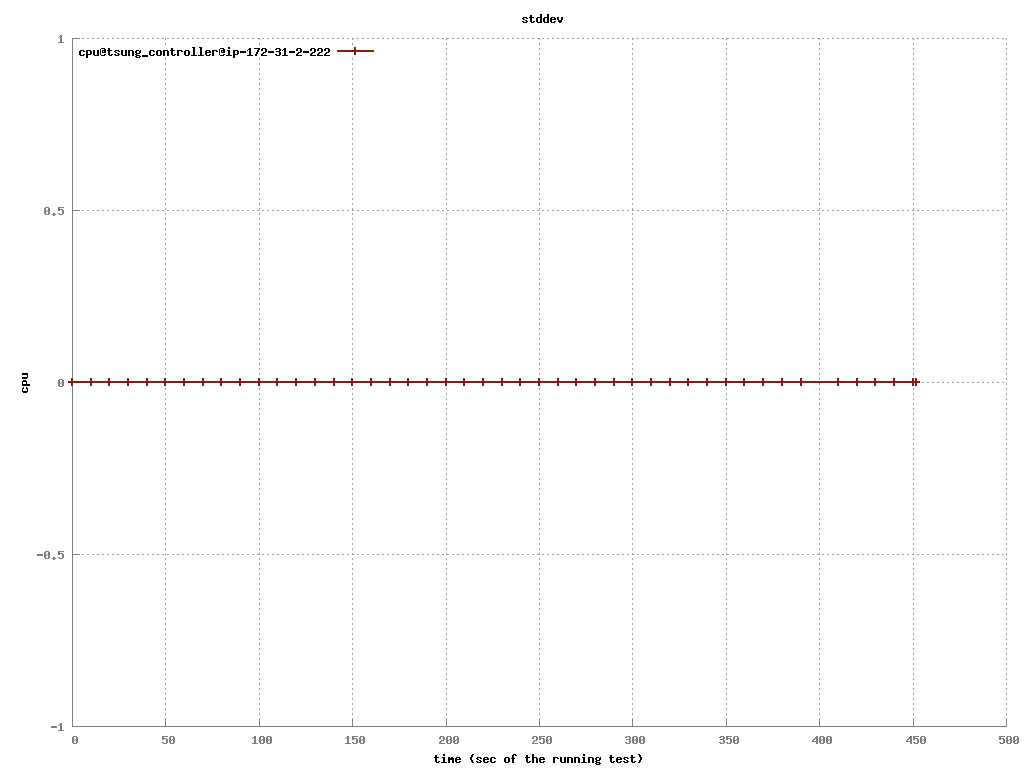 stddev
1
cpu@tsung_controller@ip-172-31-2-222
0.5
cpu
0
-0.5
-1
0 50 100 150 200 250 300 350 400 450 500
time (sec of the running test)